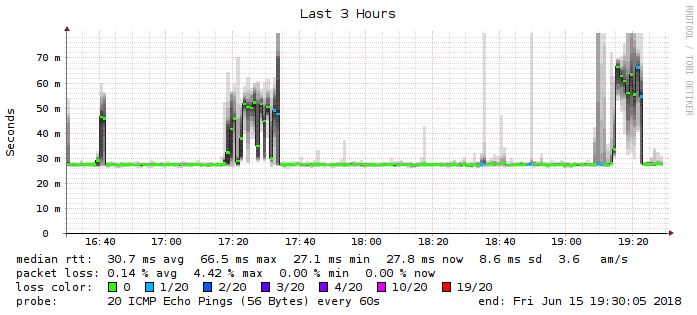 Last 3 Hours
RRDTOOL / TOBI OETIKER
Seconds
70 m
60 m
50 m
40 m
30 m
20 m
10 m
0
16:40 17:00 17:20 17:40 18:00 18:20 18:40 19:00 19:20
median rtt: 30.7 ms avg 66.5 ms max 27.1 ms min 27.8 ms now 8.6 ms sd 3.6 am/s
packet loss: 0.14 % avg 4.42 % max 0.00 % min 0.00 % now
loss color: 0 1/20 2/20 3/20 4/20 10/20 19/20
probe: 20 ICMP Echo Pings (56 Bytes) every 60s end: Fri Jun 15 19:30:05 2018